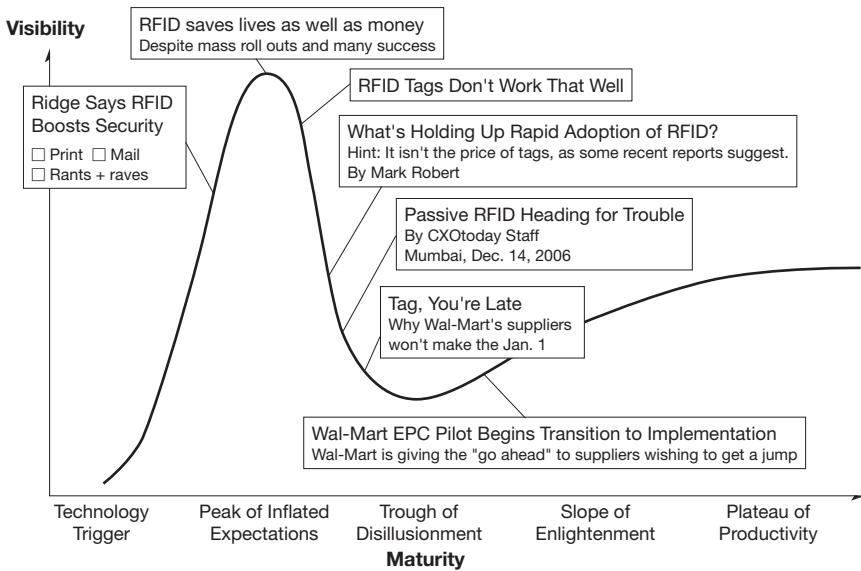 Visibility
RFID saves lives as well as money
Despite mass roll outs and many success
Ridge Says RFID
Boosts Security
☐ Print ☐ Mail
☐ Rants + raves
RFID Tags Don't Work That Well
What's Holding Up Rapid Adoption of RFID?
Hint: It isn't the price of tags, as some recent reports suggest.
By Mark Robert
Passive RFID Heading for Trouble
By CXOtoday Staff
Mumbai, Dec. 14, 2006
Tag, You're Late
Why Wal-Mart's suppliers
won't make the Jan. 1
Wal-Mart EPC Pilot Begins Transition to Implementation
Wal-Mart is giving the "go ahead" to suppliers wishing to get a jump
Technology
Trigger
Peak of Inflated
Expectations
Trough of
Disillusionment
Slope of
Enlightenment
Plateau of
Productivity
Maturity